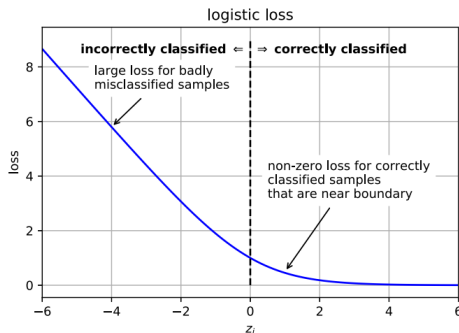 logistic loss
incorrectly classified ⇐ ⇒ correctly classified
large loss for badly
misclassified samples
non-zero loss for correctly
classified samples
that are near boundary
loss
8
6
4
2
0
−6 −4 −2 0 2 4 6
z_i